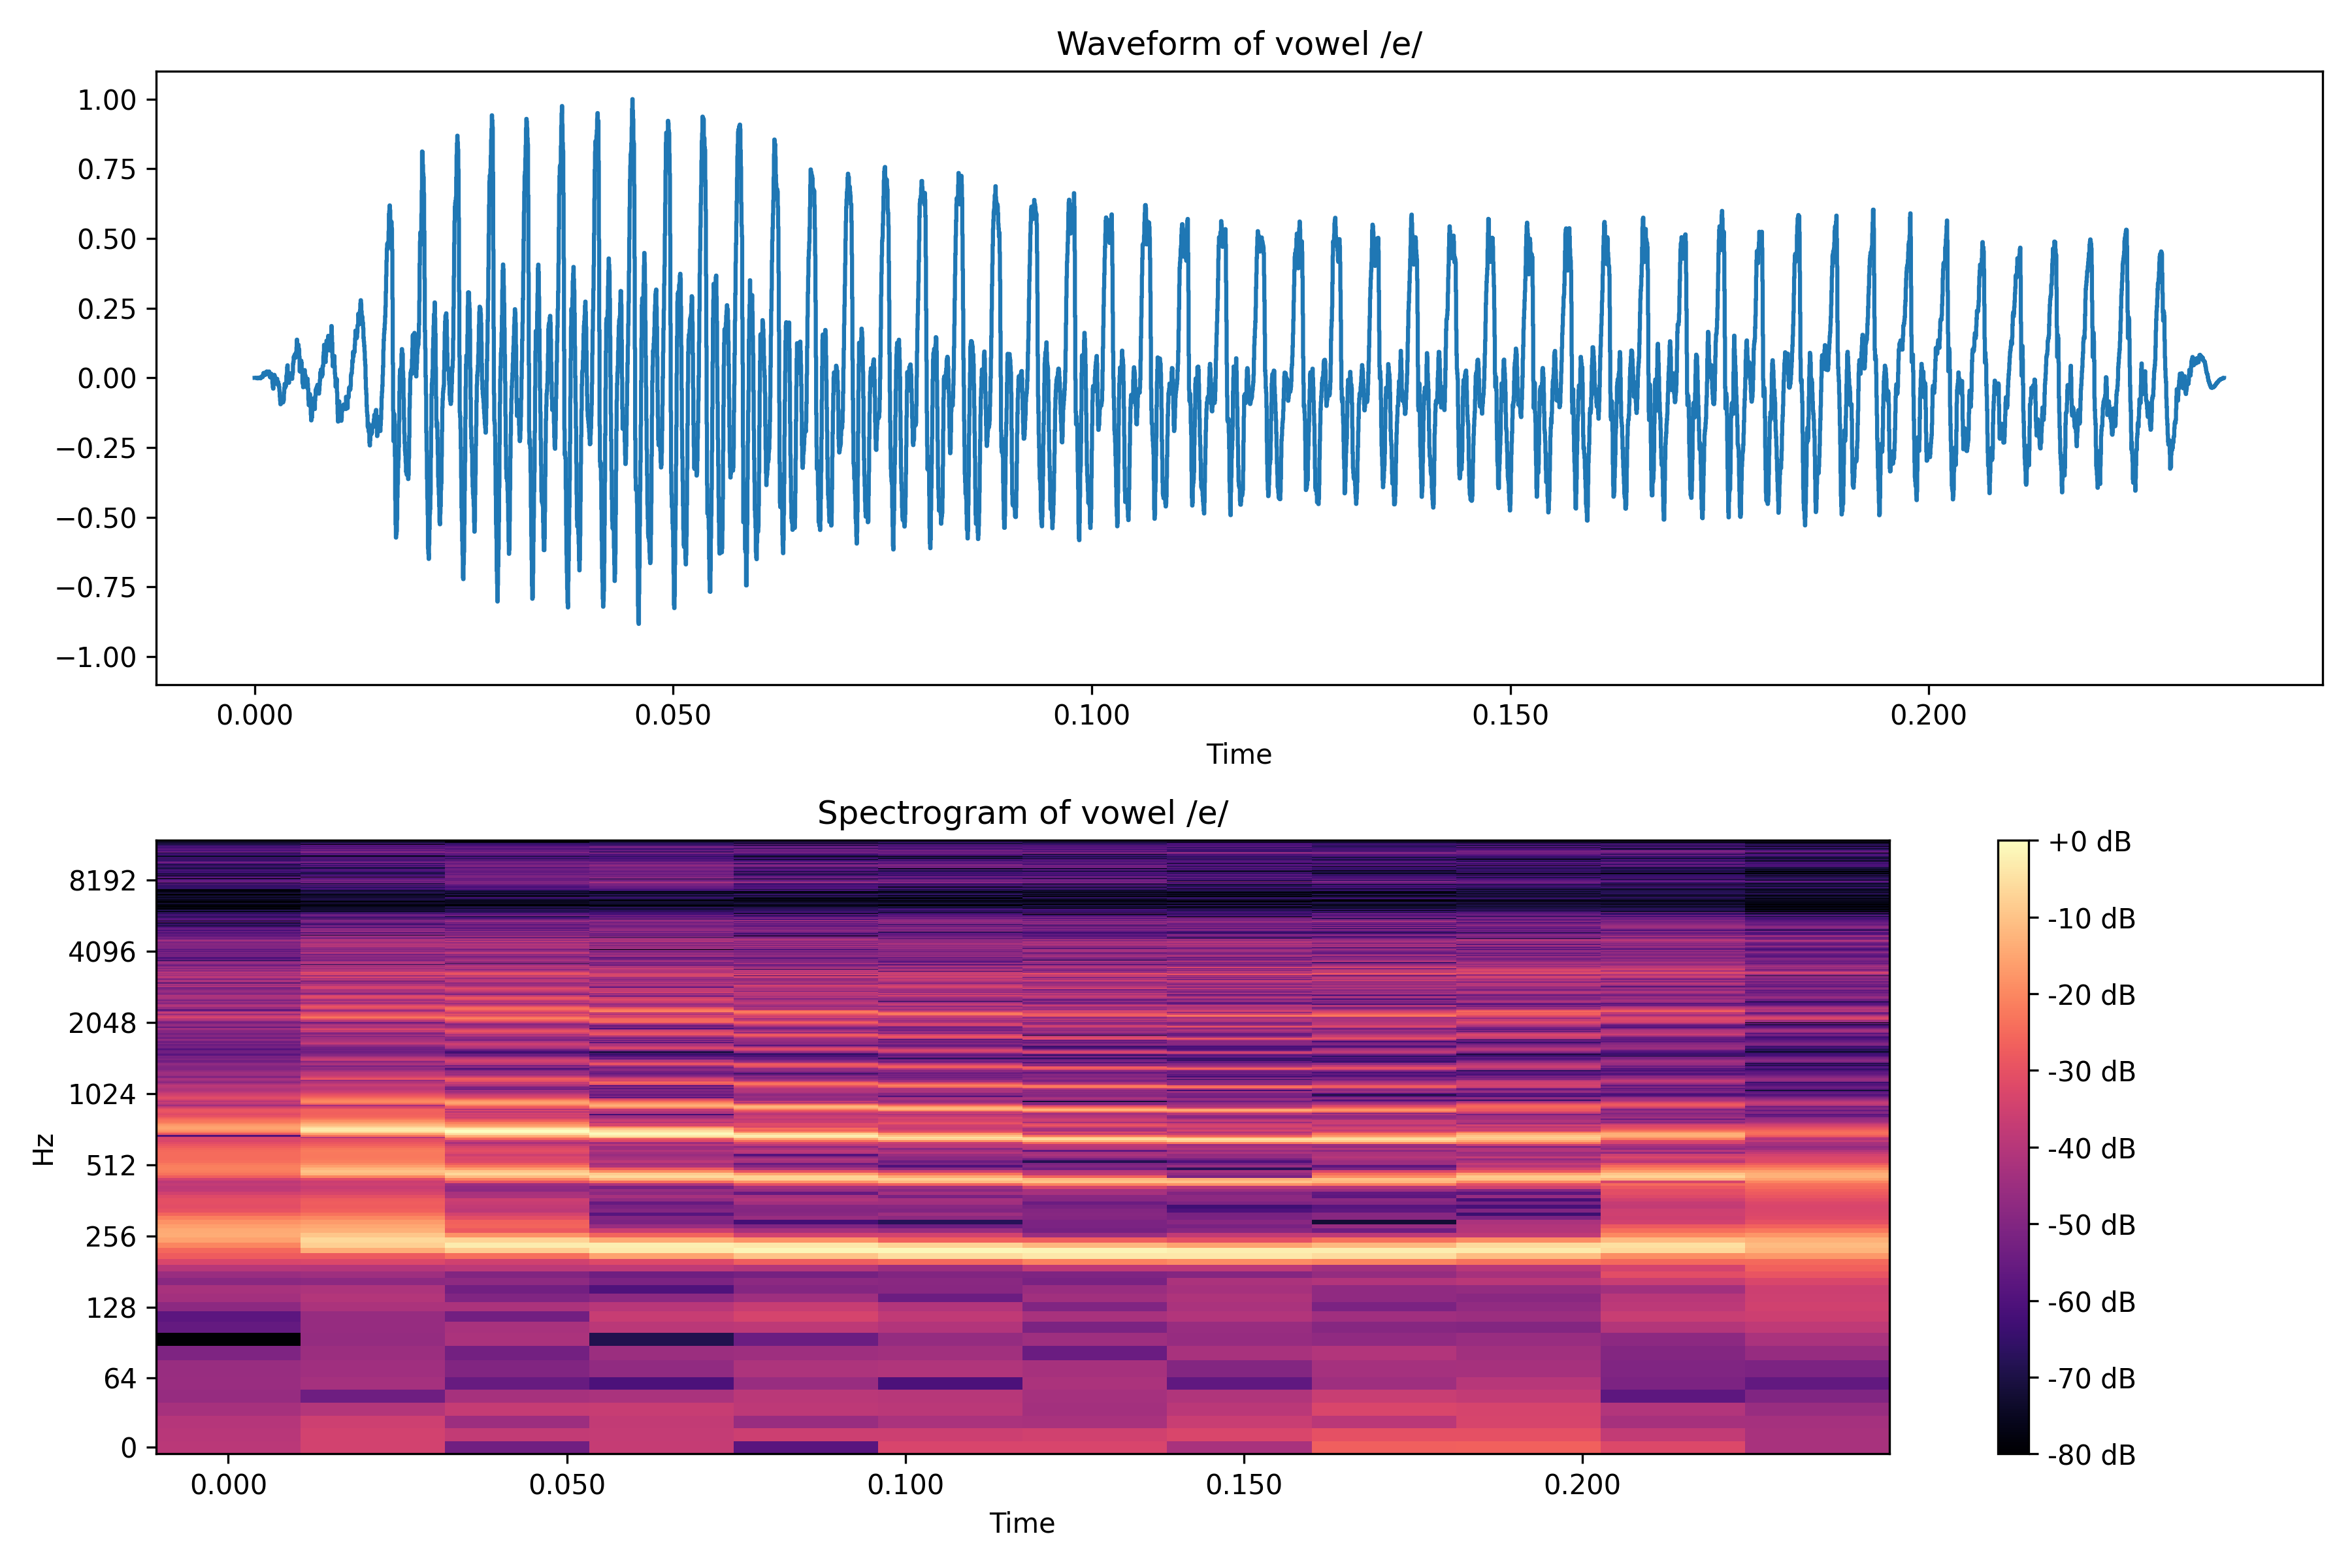 Waveform of vowel /e/
1.00
0.75
0.50
0.25
0.00
−0.25
−0.50
−0.75
−1.00
0.000 0.050 0.100 0.150 0.200
Time
Spectrogram of vowel /e/
Hz
8192
4096
2048
1024
512
256
128
64
0
0.000 0.050 0.100 0.150 0.200
Time
+0 dB
-10 dB
-20 dB
-30 dB
-40 dB
-50 dB
-60 dB
-70 dB
-80 dB